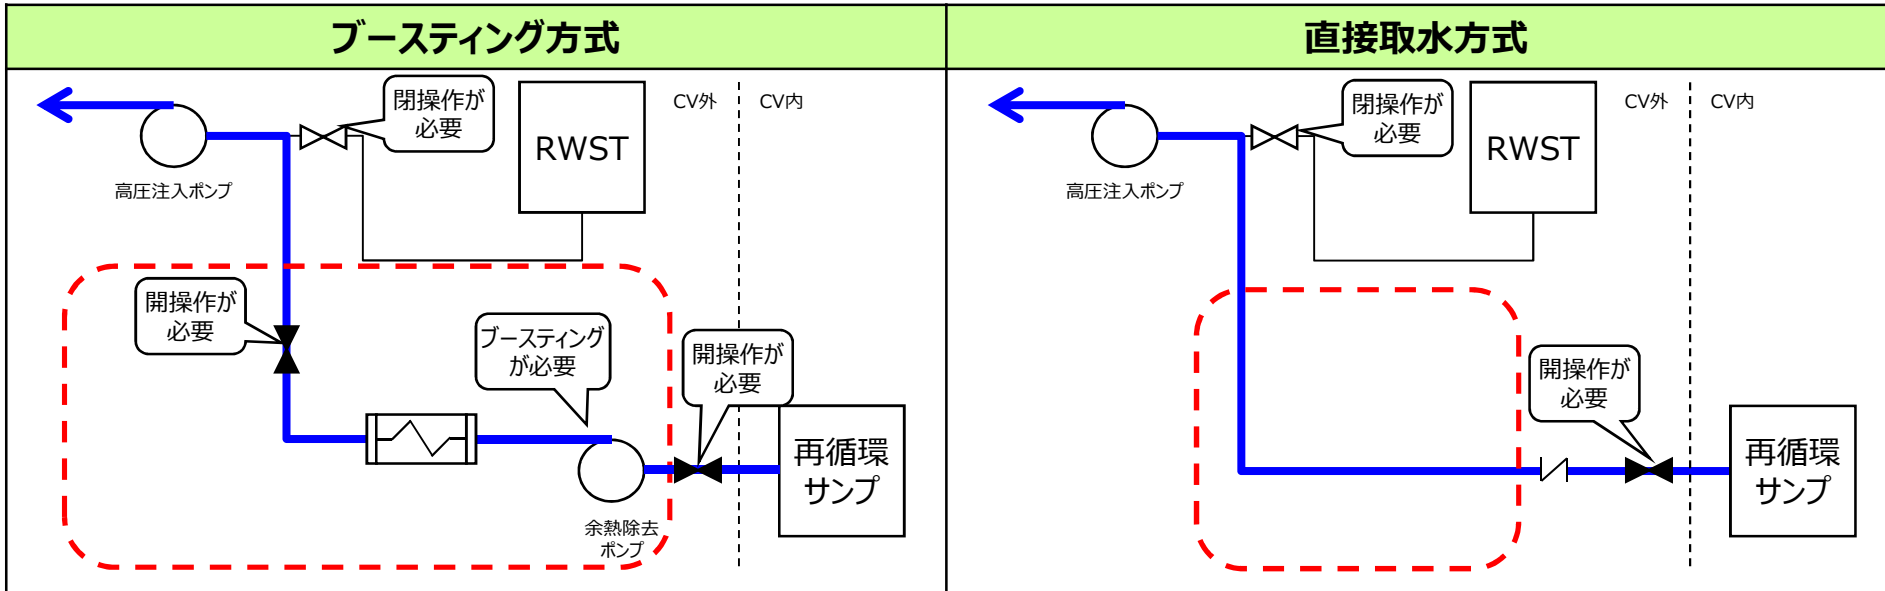 ブースティング方式
直接取水方式
閉操作が
必要
RWST
CV外
CV内
高圧注入ポンプ
開操作が
必要
ブースティング
が必要
開操作が
必要
再循環
サンプ
余熱除去
ポンプ
閉操作が
必要
RWST
CV外
CV内
高圧注入ポンプ
開操作が
必要
再循環
サンプ